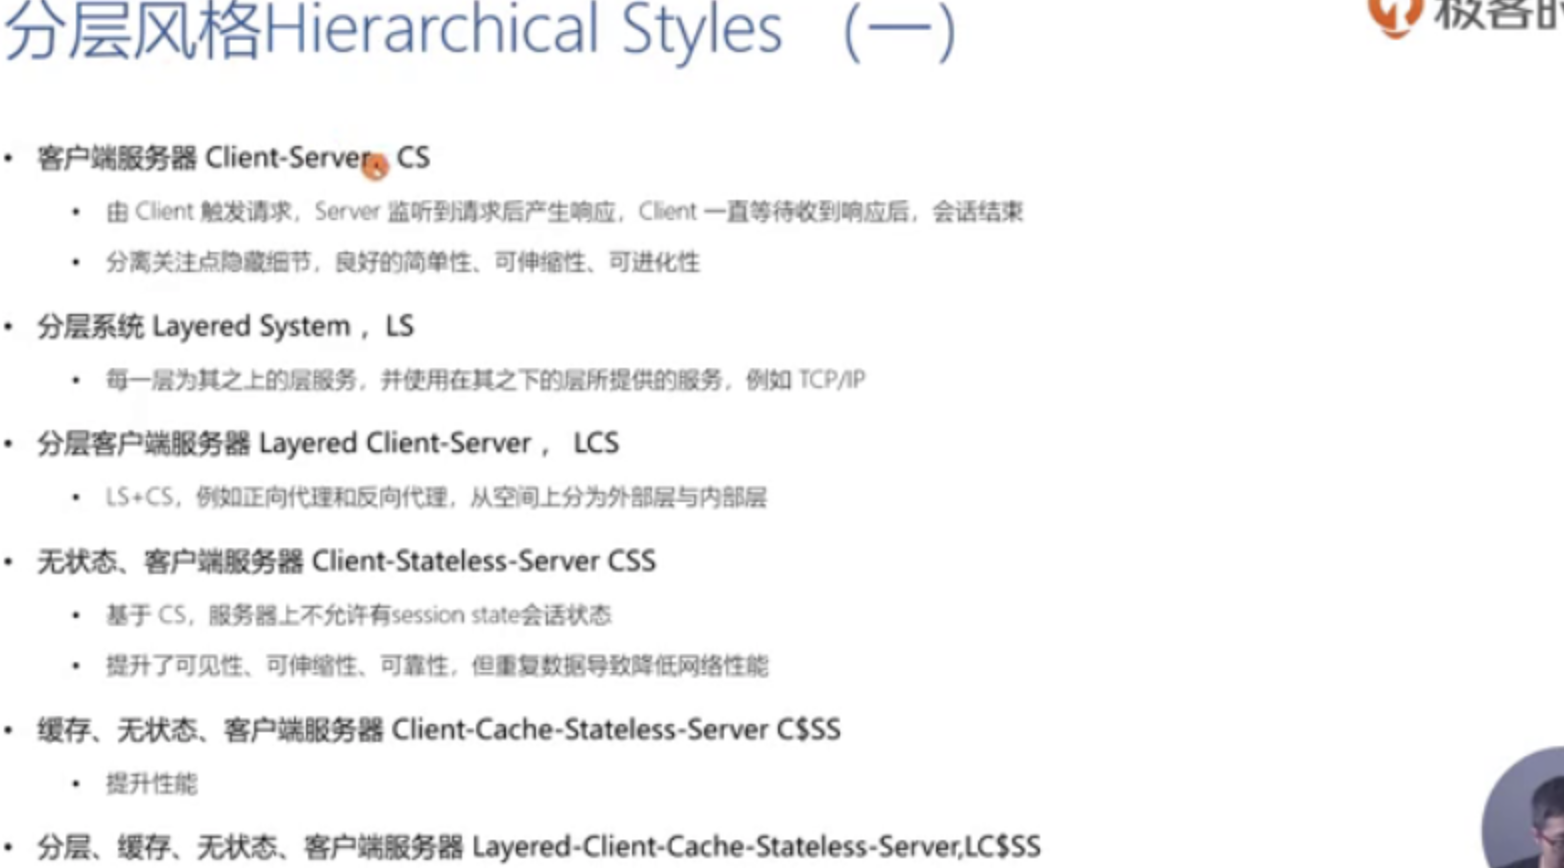 分层风格Hierarchical Styles （一）
极客时
• 客户端服务器 Client-Server、CS
• 由 Client 触发请求，Server 监听到请求后产生响应，Client 一直等待收到响应后，会话结束
• 分离关注点隐藏细节，良好的简单性、可伸缩性、可进化性
• 分层系统 Layered System ，LS
• 每一层为其之上的层服务，并使用在其之下的层所提供的服务，例如 TCP/IP
• 分层客户端服务器 Layered Client-Server ， LCS
• LS+CS，例如正向代理和反向代理，从空间上分为外部层与内部层
• 无状态、客户端服务器 Client-Stateless-Server CSS
• 基于 CS，服务器上不允许有session state会话状态
• 提升了可见性、可伸缩性、可靠性，但重复数据导致降低网络性能
• 缓存、无状态、客户端服务器 Client-Cache-Stateless-Server C$SS
• 提升性能
• 分层、缓存、无状态、客户端服务器 Layered-Client-Cache-Stateless-Server,LC$SS